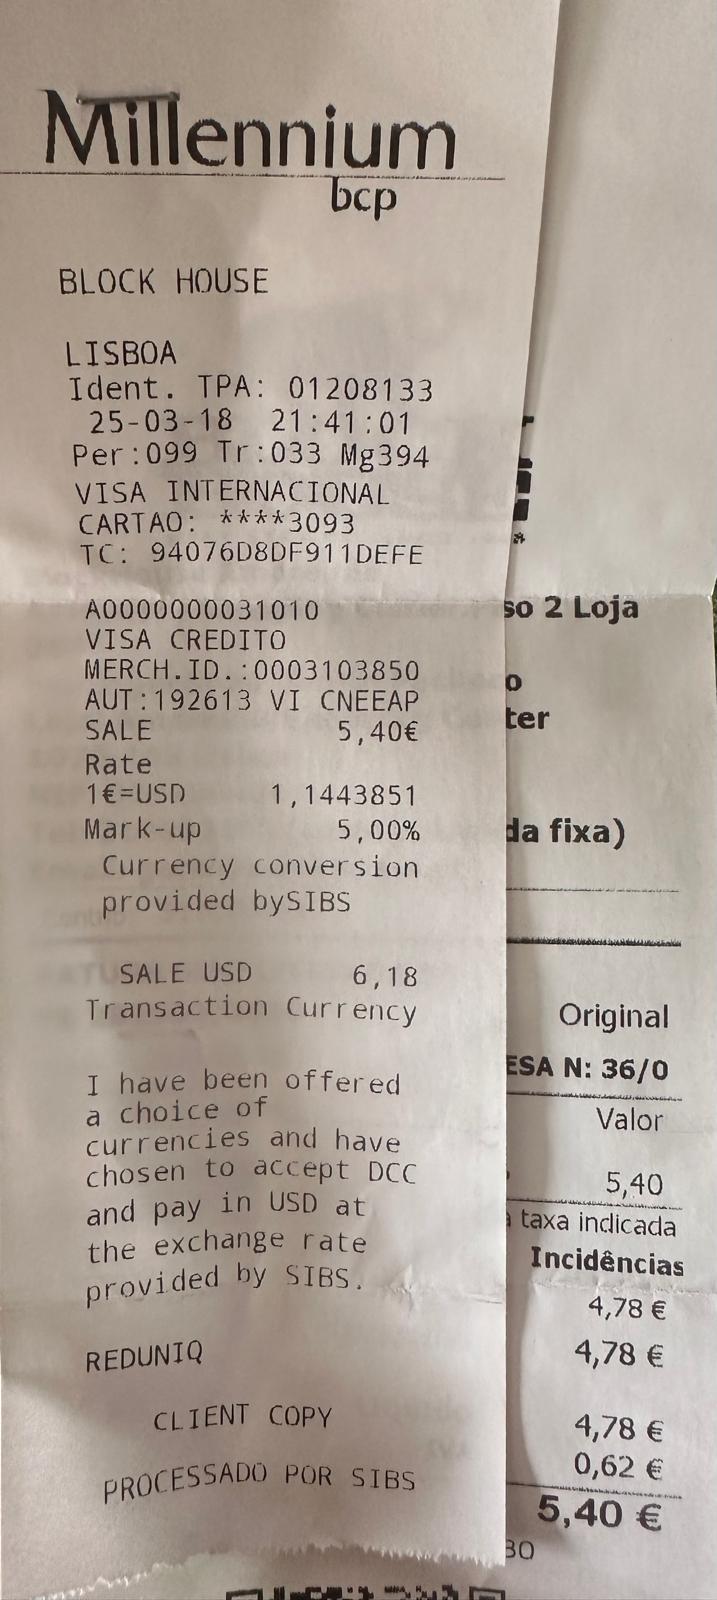 Millennium
bcp
BLOCK HOUSE
LISBOA
Ident. TPA: 01208133
25-03-18 21:41:01
Per:099 Tr:033 Mg394
VISA INTERNACIONAL
CARTAO: ****3093
TC: 94076D8DF911DEFE
A0000000031010
VISA CREDITO
MERCH.ID.:0003103850
AUT:192613 VI CNEEAP
SALE 5,40€
Rate
1€=USD 1,1443851
Mark-up 5,00%
Currency conversion
provided bySIBS
SALE USD 6,18
Transaction Currency
I have been offered
a choice of
currencies and have
chosen to accept DCC
and pay in USD at
the exchange rate
provided by SIBS.
REDUNIQ
CLIENT COPY
PROCESSADO POR SIBS
so 2 Loja
o
ter
da fixa)
Original
ESA N: 36/0
Valor
5,40
taxa indicada
Incidências
4,78 €
4,78 €
4,78 €
0,62 €
5,40 €
30